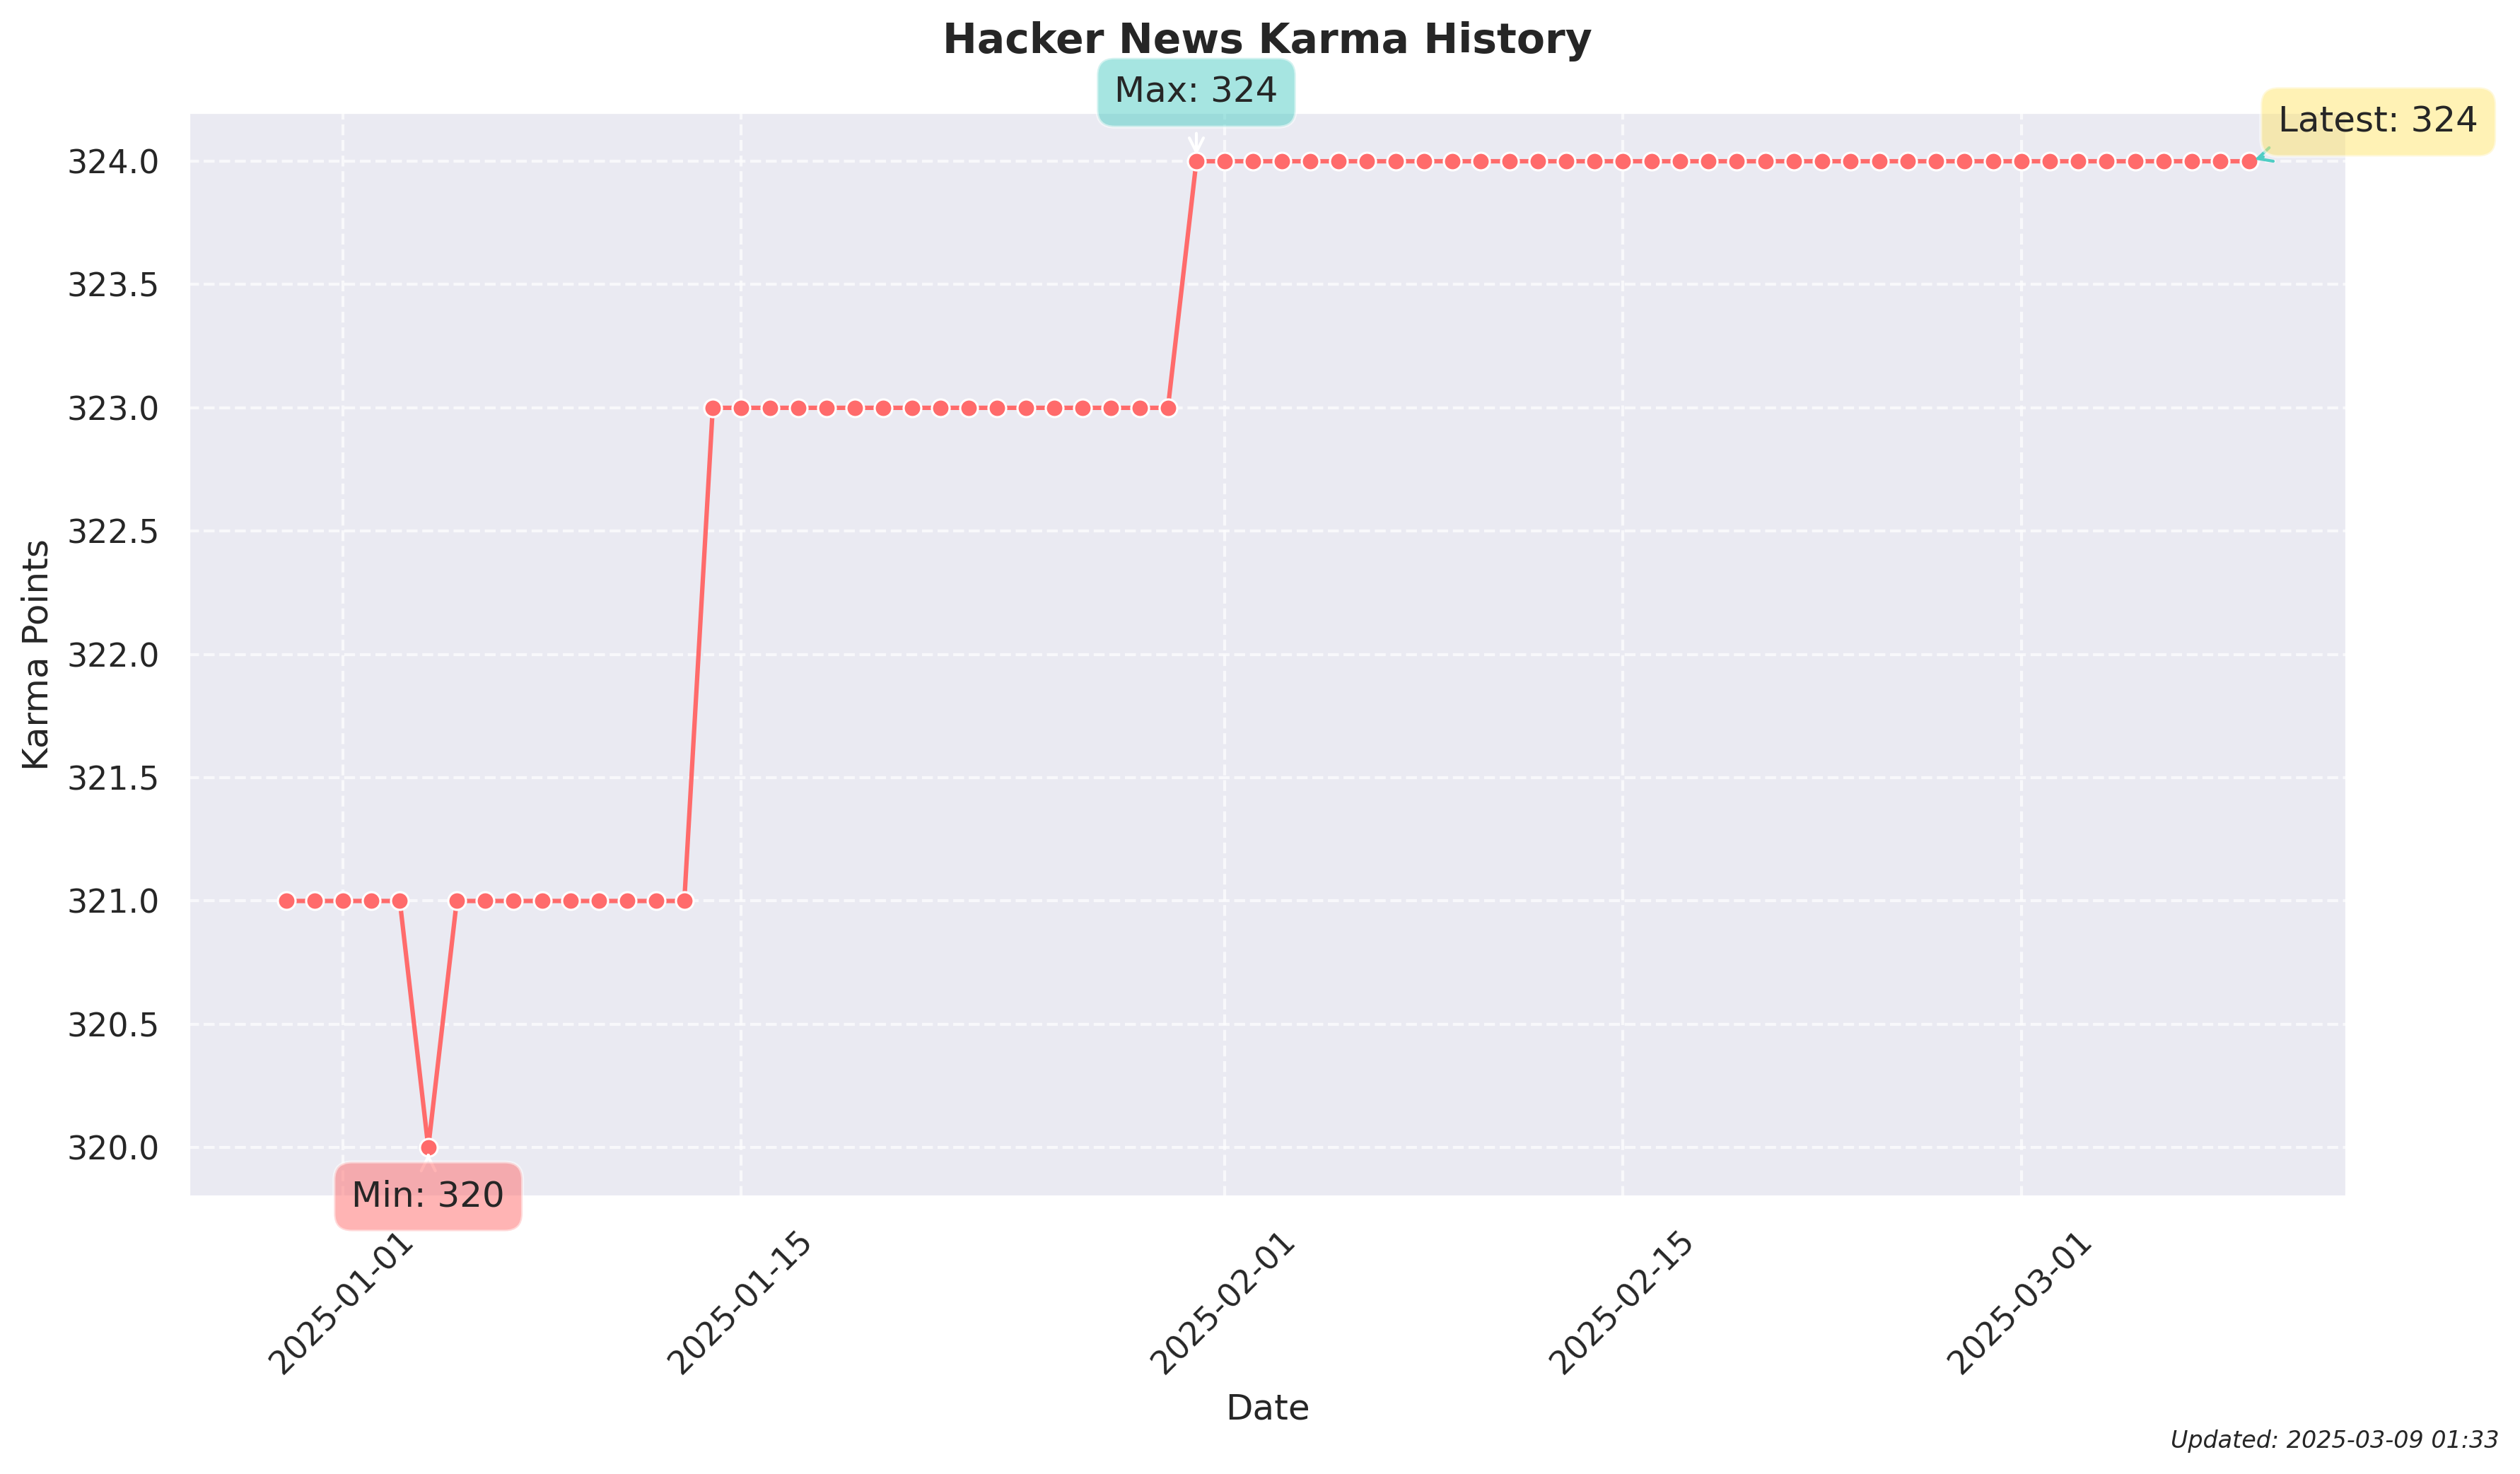 Hacker News Karma History
Max: 324
Latest: 324
324.0
323.5
323.0
322.5
322.0
321.5
321.0
320.5
320.0
Karma Points
Min: 320
2025-01-01
2025-01-15
2025-02-01
2025-02-15
2025-03-01
Date
Updated: 2025-03-09 01:33